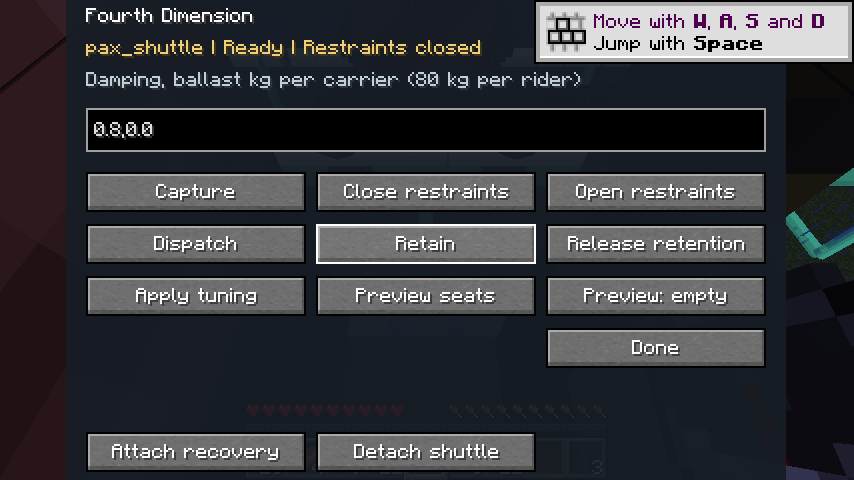 Fourth Dimension
pax_shuttle | Ready | Restraints closed
Damping, ballast kg per carrier (80 kg per rider)
Move with W, A, S and D
Jump with Space
0.8,0.0
Capture
Close restraints
Open restraints
Dispatch
Retain
Release retention
Apply tuning
Preview seats
Preview: empty
Done
Attach recovery
Detach shuttle
3